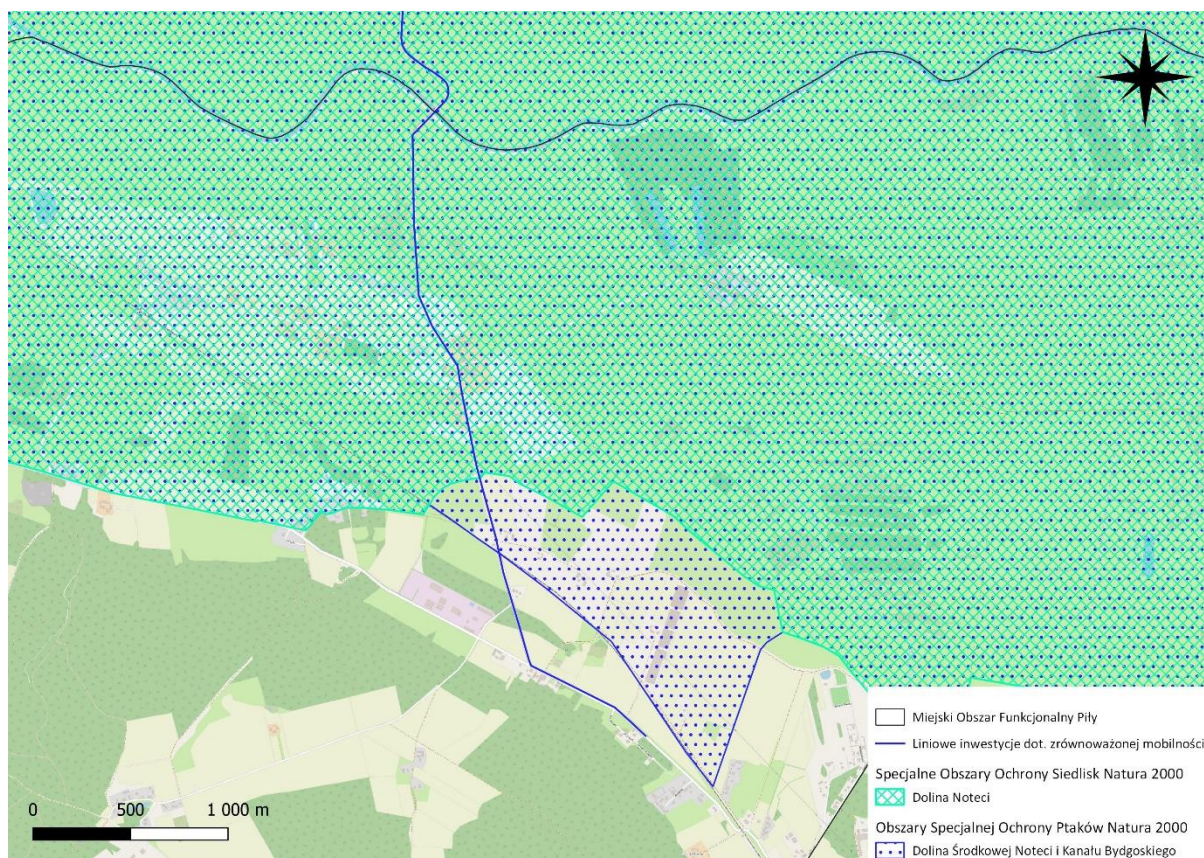 Miejski Obszar Funkcjonalny Piły
Liniowe inwestycje dot. zrównoważonej mobilności
Specjalne Obszary Ochrony Siedlisk Natura 2000
Dolina Noteci
Obszary Specjalnej Ochrony Ptaków Natura 2000
Dolina Środkowej Noteci i Kanału Bydgoskiego
0 500 1 000 m